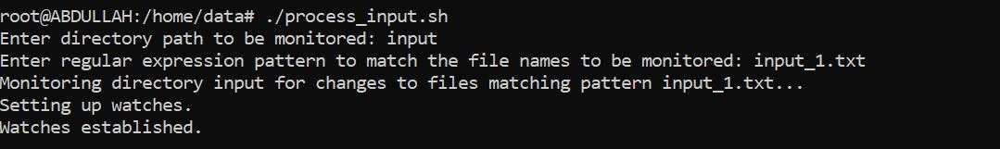 root@ABDULLAH:/home/data# ./process_input.sh
Enter directory path to be monitored: input
Enter regular expression pattern to match the file names to be monitored: input_1.txt
Monitoring directory input for changes to files matching pattern input_1.txt...
Setting up watches.
Watches established.